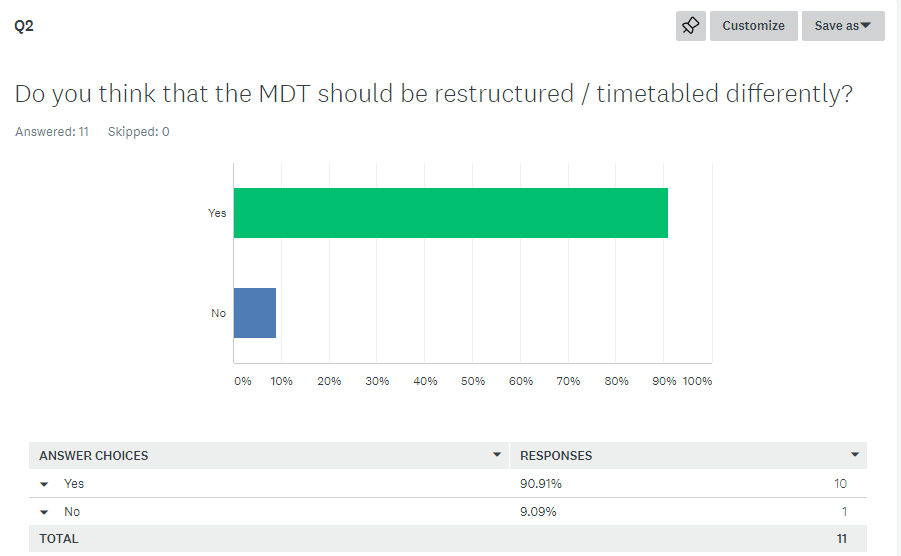 Q2
Customize
Save as
Do you think that the MDT should be restructured / timetabled differently?
Answered: 11 Skipped: 0
Yes
No
0% 10% 20% 30% 40% 50% 60% 70% 80% 90% 100%
ANSWER CHOICES RESPONSES
Yes 90.91% 10
No 9.09% 1
TOTAL 11